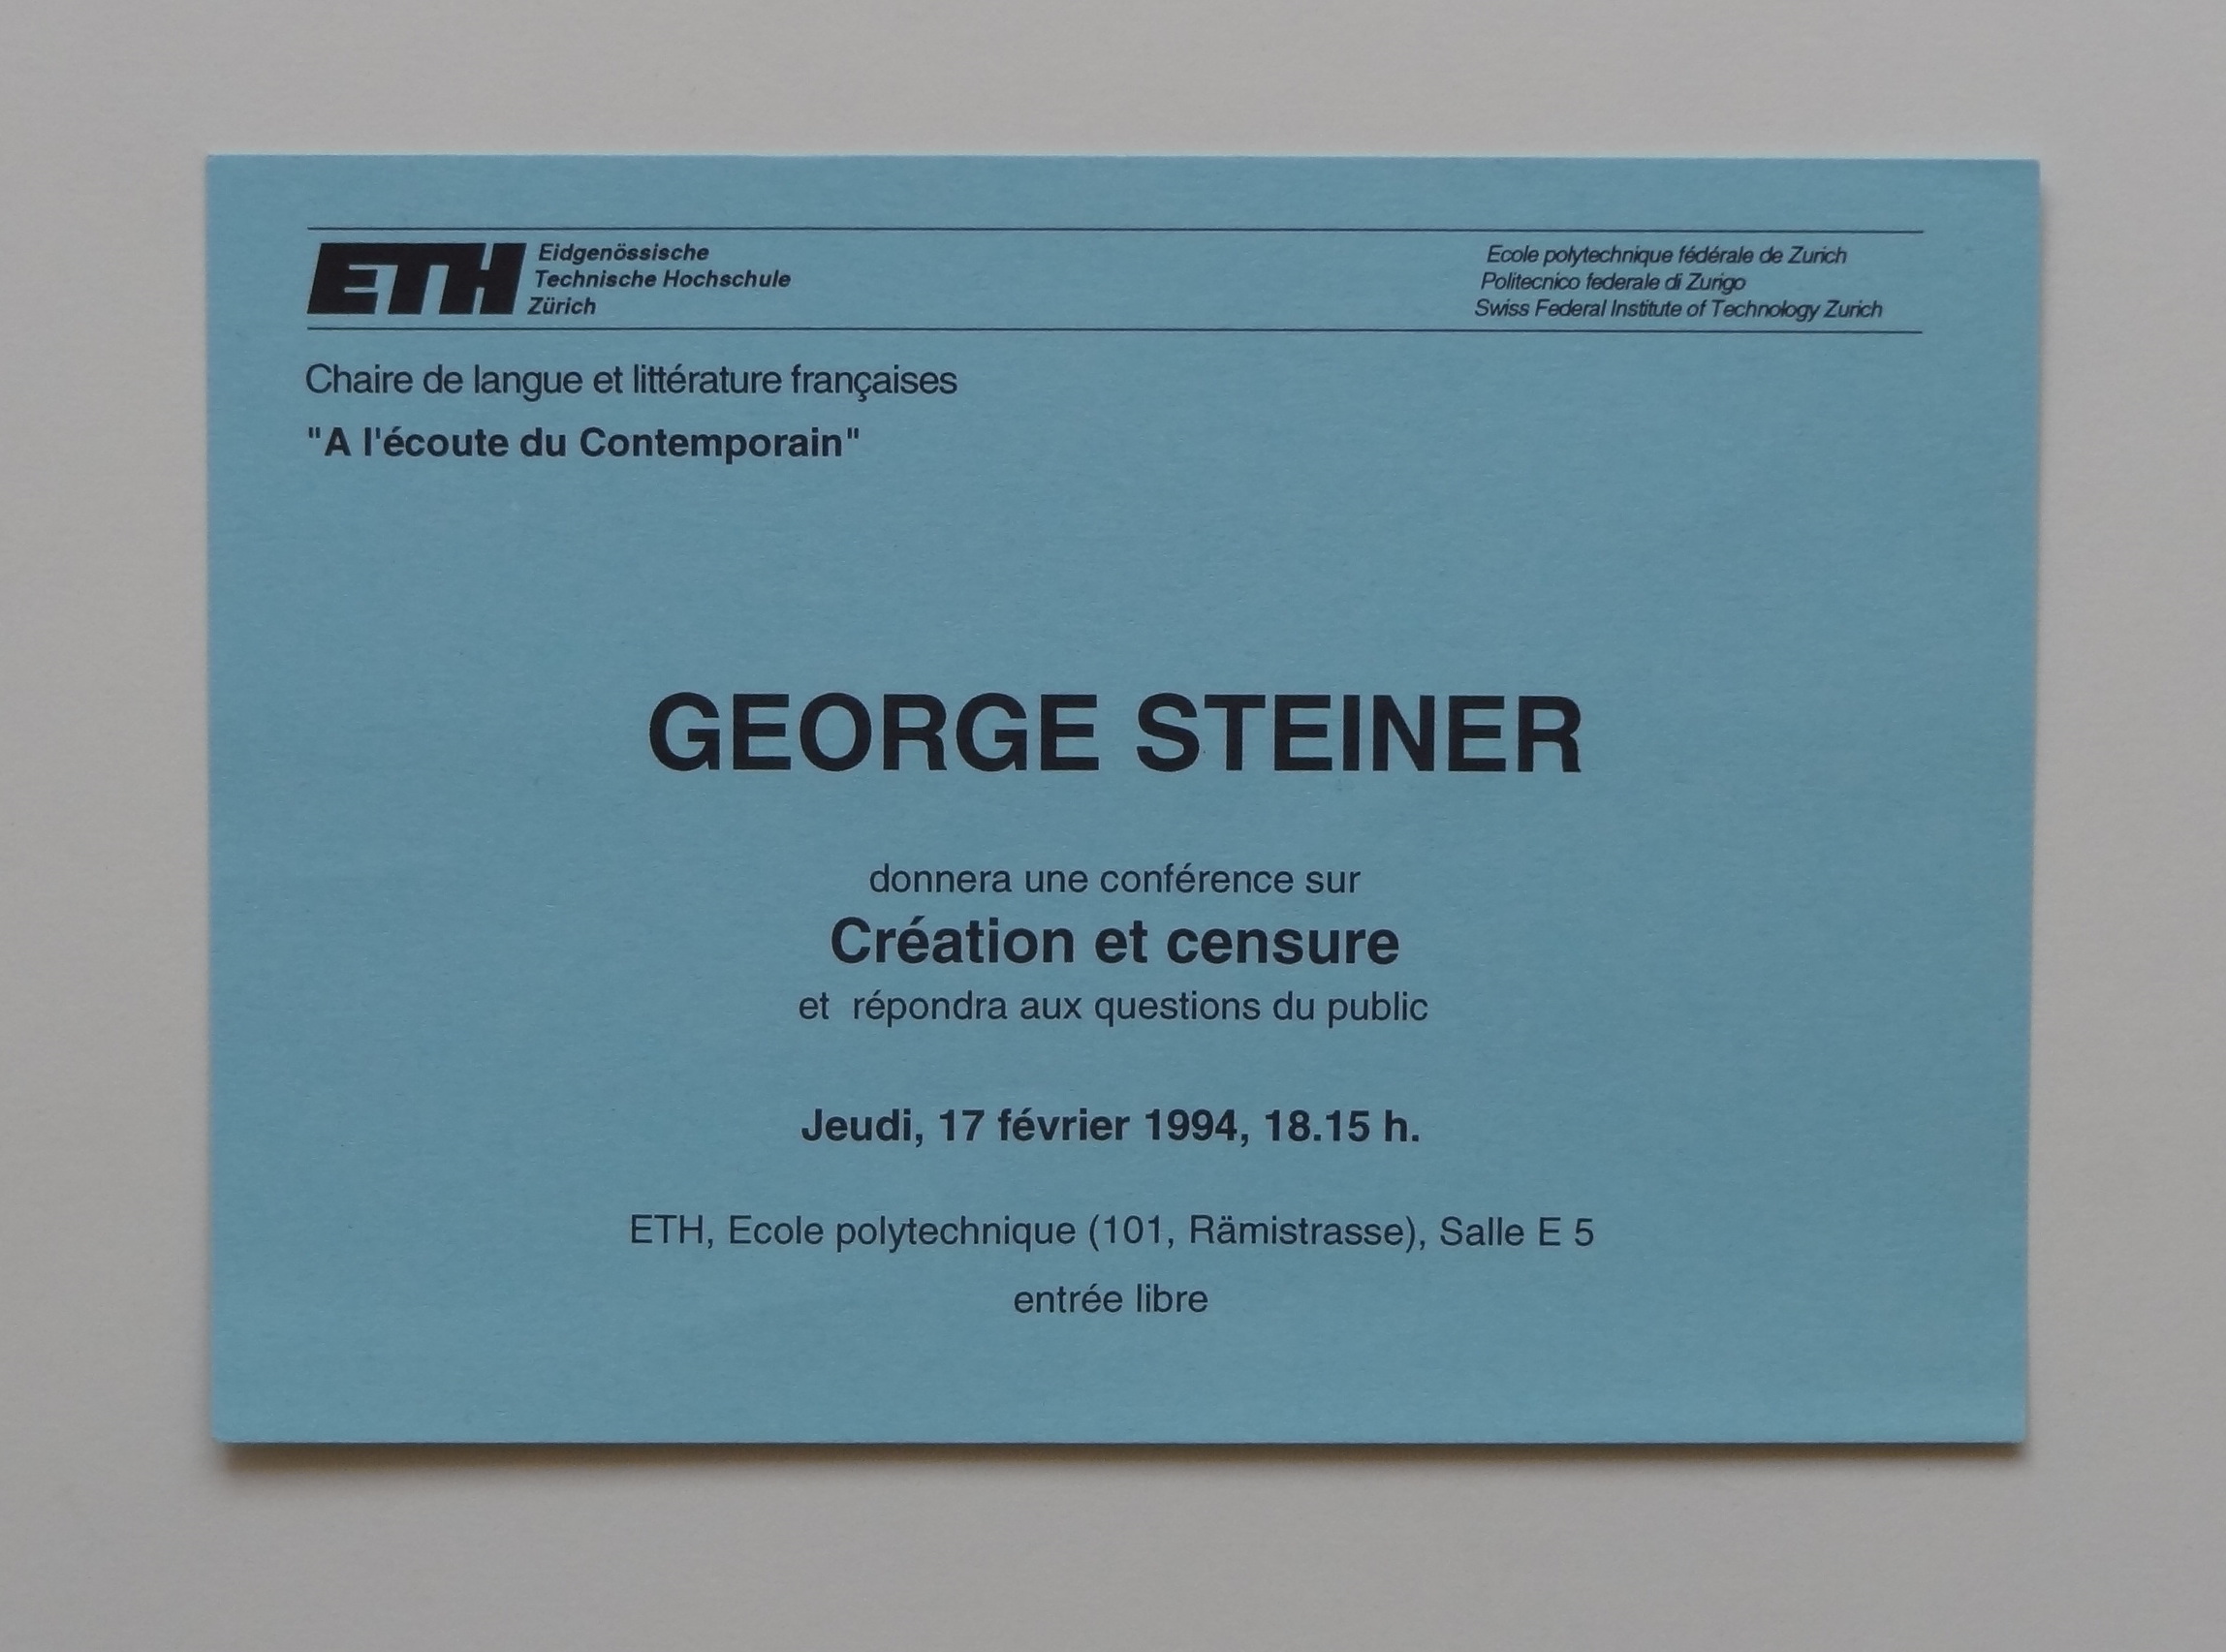 ETH
Eidgenössische
Technische Hochschule
Zürich
Ecole polytechnique fédérale de Zurich
Politecnico federale di Zurigo
Swiss Federal Institute of Technology Zurich
Chaire de langue et littérature françaises
"A l'écoute du Contemporain"
GEORGE STEINER
donnera une conférence sur
Création et censure
et répondra aux questions du public
Jeudi, 17 février 1994, 18.15 h.
ETH, Ecole polytechnique (101, Rämistrasse), Salle E 5
entrée libre